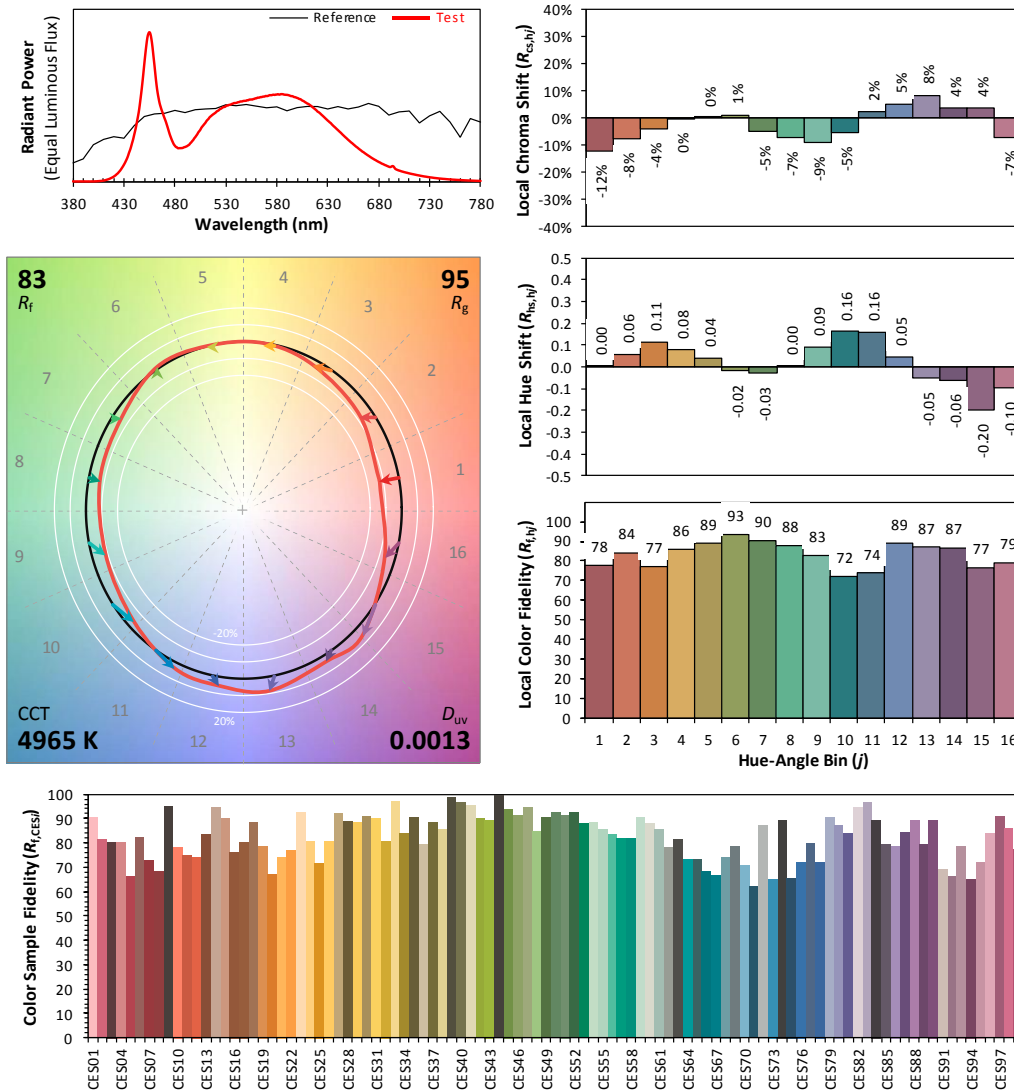 Reference Test
Radiant Power
(Equal Luminous Flux)
380 430 480 530 580 630 680 730 780
Wavelength (nm)
Local Chroma Shift (Rcs,hj)
40%
30%
20%
10%
0%
-10%
-20%
-30%
-40%
-12% -8% -4% 0% 0% 1% -5% -7% -9% -5% 2% 5% 8% 4% 4% -7%
83
Rf
95
Rg
5 4
6 3
7 2
8 1
9 16
10 15
11 14
12 13
-20%
20%
CCT
4965 K
Duv
0.0013
Local Hue Shift (Rhs,hj)
0.5
0.4
0.3
0.2
0.1
0.0
-0.1
-0.2
-0.3
-0.4
-0.5
0.00 0.06 0.11 0.08 0.04 -0.02 -0.03 0.00 0.09 0.16 0.16 0.05 -0.05 -0.06 -0.20 -0.10
Local Color Fidelity (Rf,hj)
100
90
80
70
60
50
40
30
20
10
0
78 84 77 86 89 93 90 88 83 72 74 89 87 87 77 79
1 2 3 4 5 6 7 8 9 10 11 12 13 14 15 16
Hue-Angle Bin (j)
Color Sample Fidelity (Rf,CESi)
100
90
80
70
60
50
40
30
20
10
0
CES01 CES04 CES07 CES10 CES13 CES16 CES19 CES22 CES25 CES28 CES31 CES34 CES37 CES40 CES43 CES46 CES49 CES52 CES55 CES58 CES61 CES64 CES67 CES70 CES73 CES76 CES79 CES82 CES85 CES88 CES91 CES94 CES97